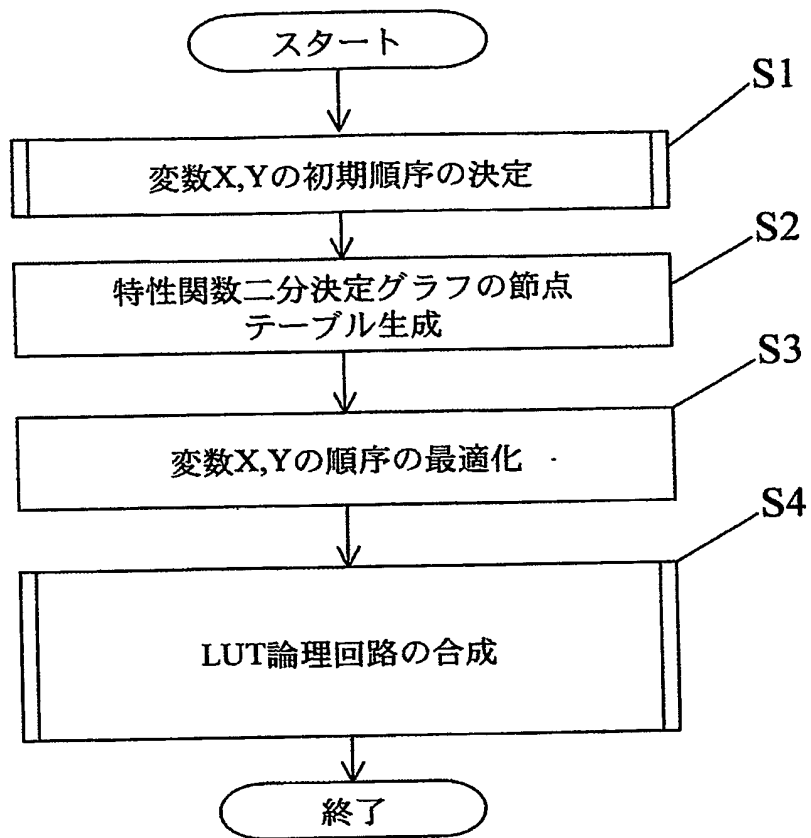 スタート
S1
変数X,Yの初期順序の決定
S2
特性関数二分決定グラフの節点
テーブル生成
S3
変数X,Yの順序の最適化
S4
LUT論理回路の合成
終了